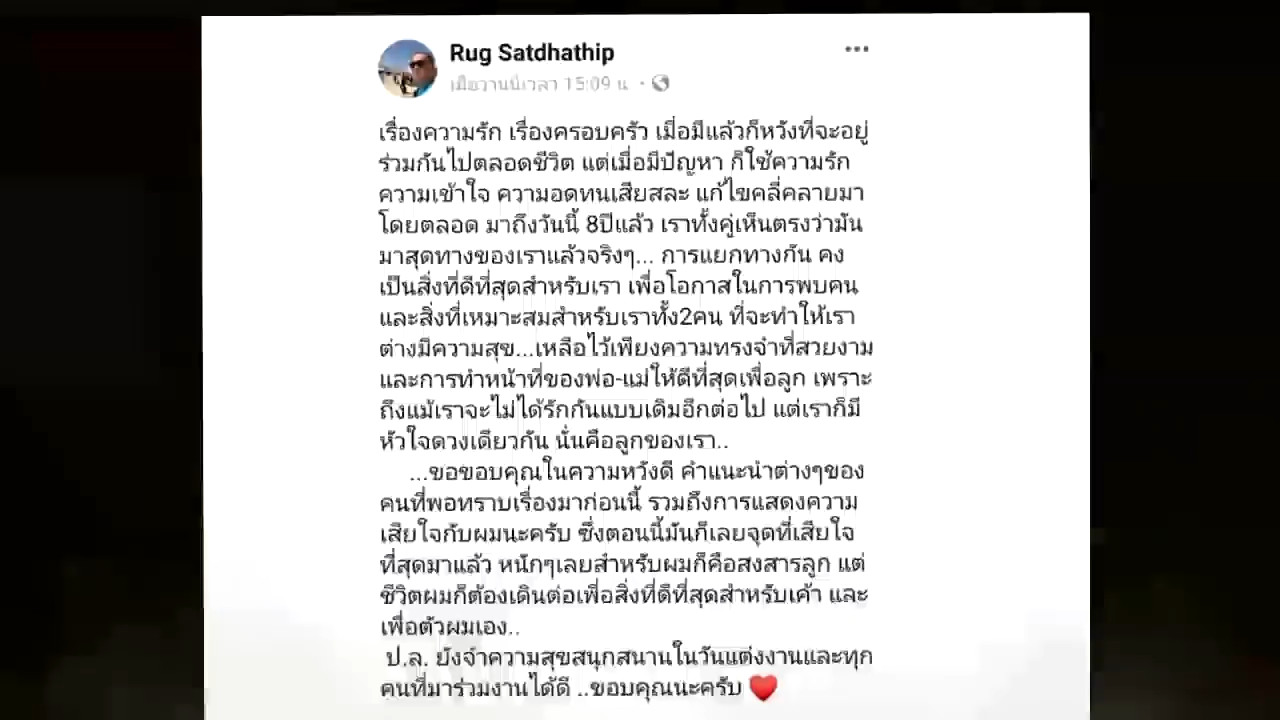 Rug Satdhathip
เมื่อวานนี้เวลา 15:09 น. ·
เรื่องความรัก เรื่องครอบครัว เมื่อมีแล้วก็หวังที่จะอยู่
ร่วมกันไปตลอดชีวิต แต่เมื่อมีปัญหา ก็ใช้ความรัก
ความเข้าใจ ความอดทนเสียสละ แก้ไขคลี่คลายมา
โดยตลอด มาถึงวันนี้ 8ปีแล้ว เราทั้งคู่เห็นตรงว่ามัน
มาสุดทางของเราแล้วจริงๆ... การแยกทางกัน คง
เป็นสิ่งที่ดีที่สุดสำหรับเรา เพื่อโอกาสในการพบคน
และสิ่งที่เหมาะสมสำหรับเราทั้ง2คน ที่จะทำให้เรา
ต่างมีความสุข...เหลือไว้เพียงความทรงจำที่สวยงาม
และการทำหน้าที่ของพ่อ-แม่ให้ดีที่สุดเพื่อลูก เพราะ
ถึงแม้เราจะไม่ได้รักกันแบบเดิมอีกต่อไป แต่เราก็มี
หัวใจดวงเดียวกัน นั่นคือลูกของเรา..
...ขอขอบคุณในความหวังดี คำแนะนำต่างๆของ
คนที่พอทราบเรื่องมาก่อนนี้ รวมถึงการแสดงความ
เสียใจกับผมนะครับ ซึ่งตอนนี้มันก็เลยจุดที่เสียใจ
ที่สุดมาแล้ว หนักๆเลยสำหรับผมก็คือสงสารลูก แต่
ชีวิตผมก็ต้องเดินต่อเพื่อสิ่งที่ดีที่สุดสำหรับเค้า และ
เพื่อตัวผมเอง..
ป.ล. ยังจำความสุขสนุกสนานในวันแต่งงานและทุก
คนที่มาร่วมงานได้ดี ..ขอบคุณนะครับ ❤️